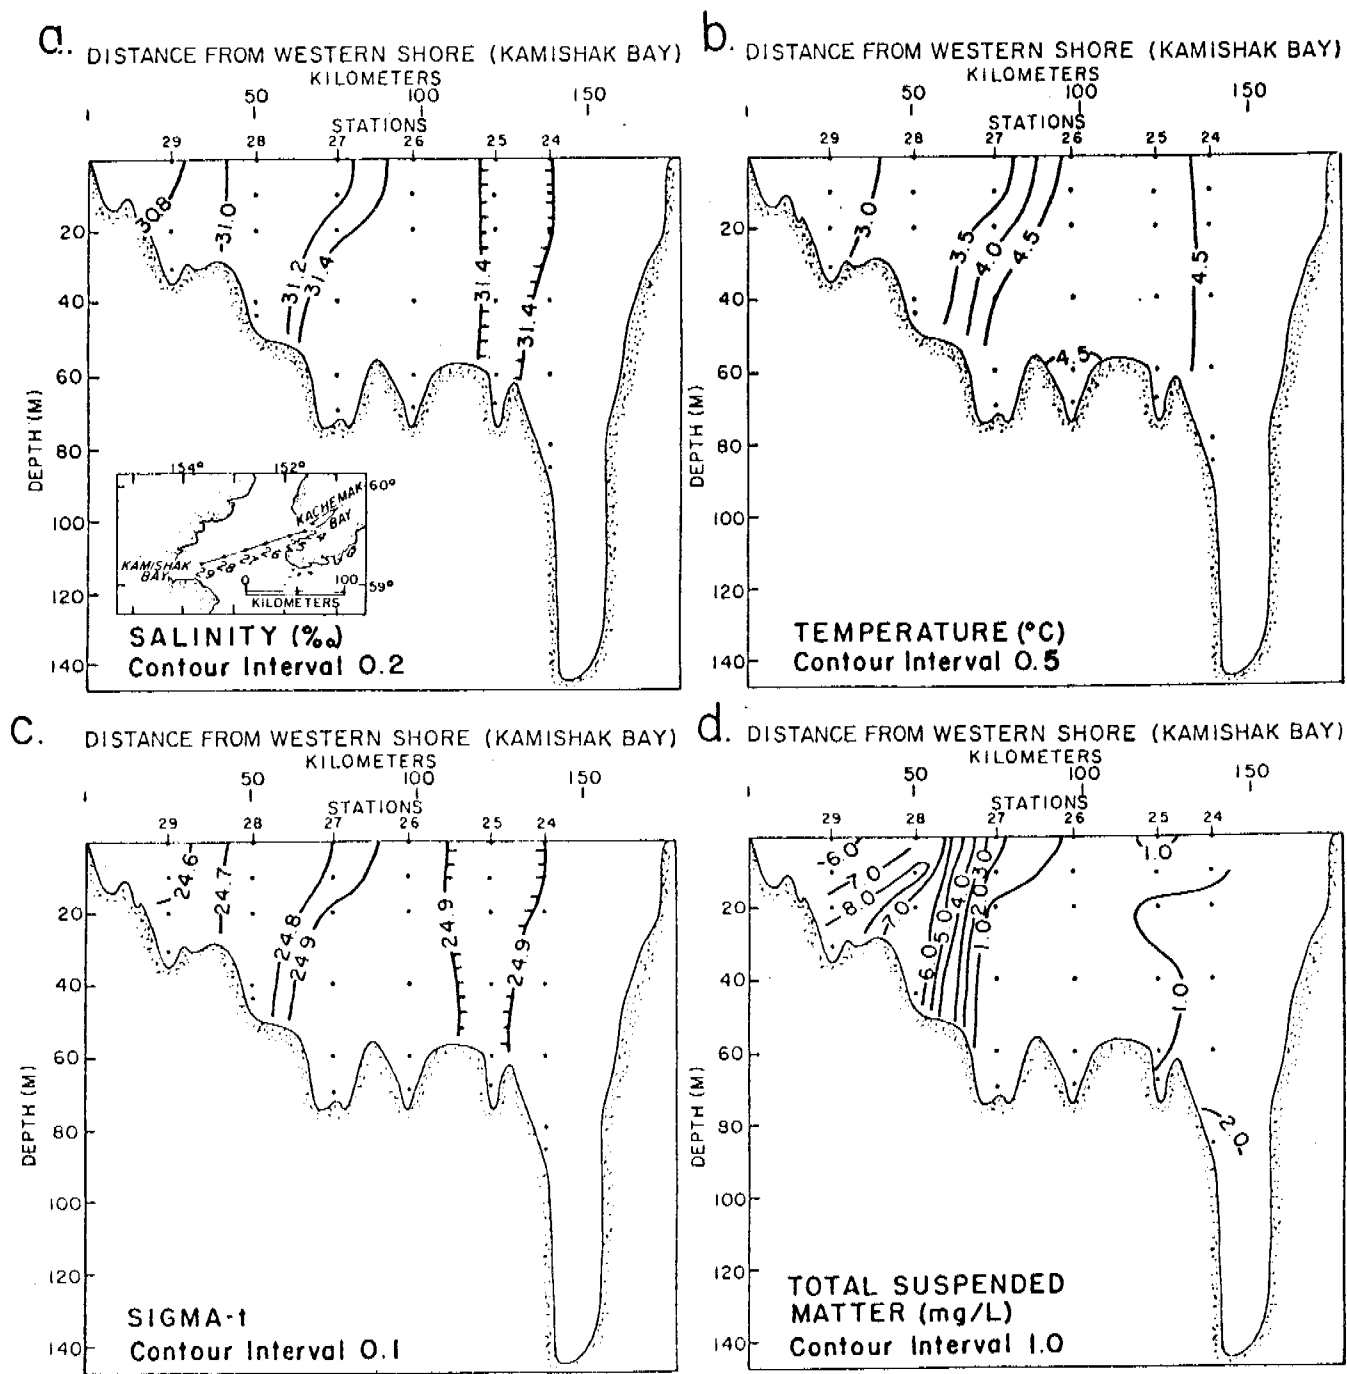 a.
DISTANCE FROM WESTERN SHORE (KAMISHAK BAY)
KILOMETERS
50 100 150
STATIONS
29 28 27 26 25 24
30.8 31.0 31.2 31.4 31.4 31.4
20
40
60
80
100
120
140
DEPTH (M)
154° 152°
60°
KACHEMAK
BAY
KAMISHAK
BAY
29 28 27 26 25 24
59°
0 100
KILOMETERS
SALINITY (‰)
Contour Interval 0.2
b.
DISTANCE FROM WESTERN SHORE (KAMISHAK BAY)
KILOMETERS
50 100 150
STATIONS
29 28 27 26 25 24
3.0 3.5 4.0 4.5 4.5
4.5
20
40
60
80
100
120
140
DEPTH (M)
TEMPERATURE (°C)
Contour Interval 0.5
c.
DISTANCE FROM WESTERN SHORE (KAMISHAK BAY)
KILOMETERS
50 100 150
STATIONS
29 28 27 26 25 24
24.6 24.7 24.8 24.9 24.9 24.9
20
40
60
80
100
120
140
DEPTH (M)
SIGMA-t
Contour Interval 0.1
d.
DISTANCE FROM WESTERN SHORE (KAMISHAK BAY)
KILOMETERS
50 100 150
STATIONS
29 28 27 26 25 24
6.0
7.0
8.0
7.0
6.0 5.0 4.0 1.0 2.0 3.0
1.0
1.0
2.0
20
40
60
80
100
120
140
DEPTH (M)
TOTAL SUSPENDED
MATTER (mg/L)
Contour Interval 1.0